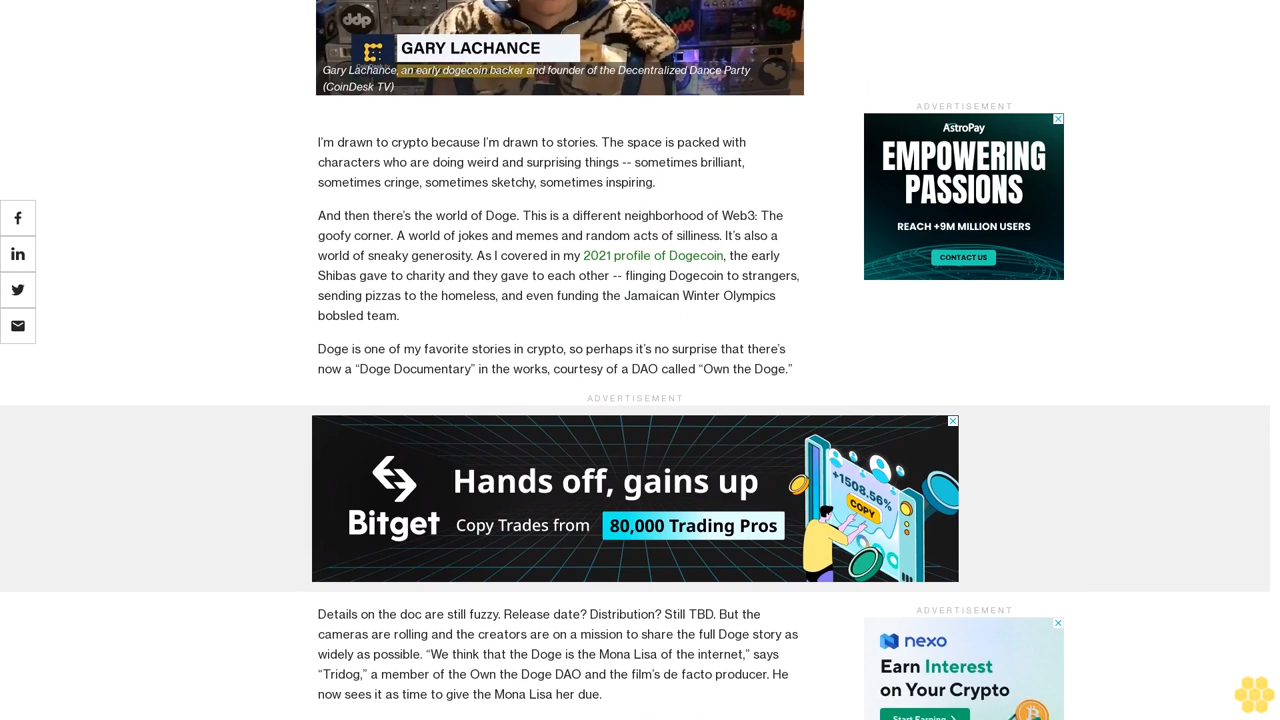 ddp
ddp
GARY LACHANCE
Gary Lachance, an early dogecoin backer and founder of the Decentralized Dance Party
(CoinDesk TV)
ADVERTISEMENT
AstroPay
EMPOWERING
PASSIONS
REACH +9M MILLION USERS
CONTACT US
I’m drawn to crypto because I’m drawn to stories. The space is packed with
characters who are doing weird and surprising things -- sometimes brilliant,
sometimes cringe, sometimes sketchy, sometimes inspiring.
And then there’s the world of Doge. This is a different neighborhood of Web3: The
goofy corner. A world of jokes and memes and random acts of silliness. It’s also a
world of sneaky generosity. As I covered in my 2021 profile of Dogecoin, the early
Shibas gave to charity and they gave to each other -- flinging Dogecoin to strangers,
sending pizzas to the homeless, and even funding the Jamaican Winter Olympics
bobsled team.
Doge is one of my favorite stories in crypto, so perhaps it’s no surprise that there’s
now a “Doge Documentary” in the works, courtesy of a DAO called “Own the Doge.”
ADVERTISEMENT
Bitget
Hands off, gains up
Copy Trades from 80,000 Trading Pros
+1508.56%
COPY
Details on the doc are still fuzzy. Release date? Distribution? Still TBD. But the
cameras are rolling and the creators are on a mission to share the full Doge story as
widely as possible. “We think that the Doge is the Mona Lisa of the internet,” says
“Tridog,” a member of the Own the Doge DAO and the film’s de facto producer. He
now sees it as time to give the Mona Lisa her due.
ADVERTISEMENT
nexo
Earn Interest
on Your Crypto
Start Earning